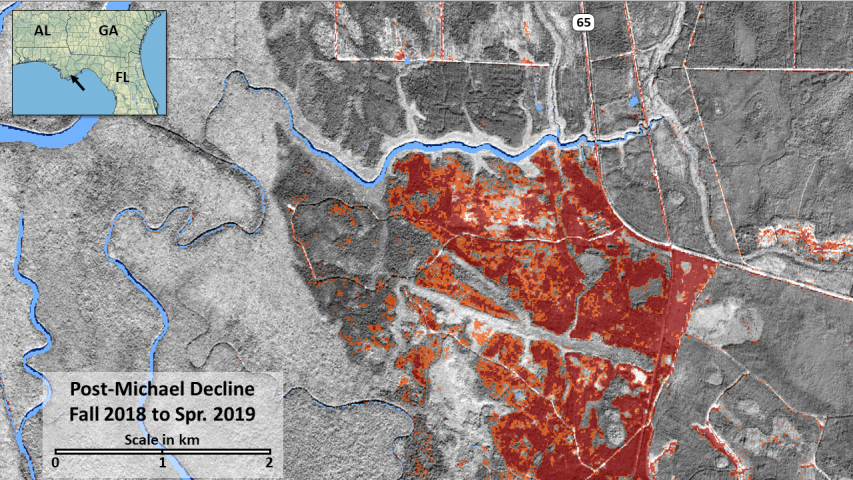 AL
GA
FL
65
Post-Michael Decline
Fall 2018 to Spr. 2019
Scale in km
0 1 2